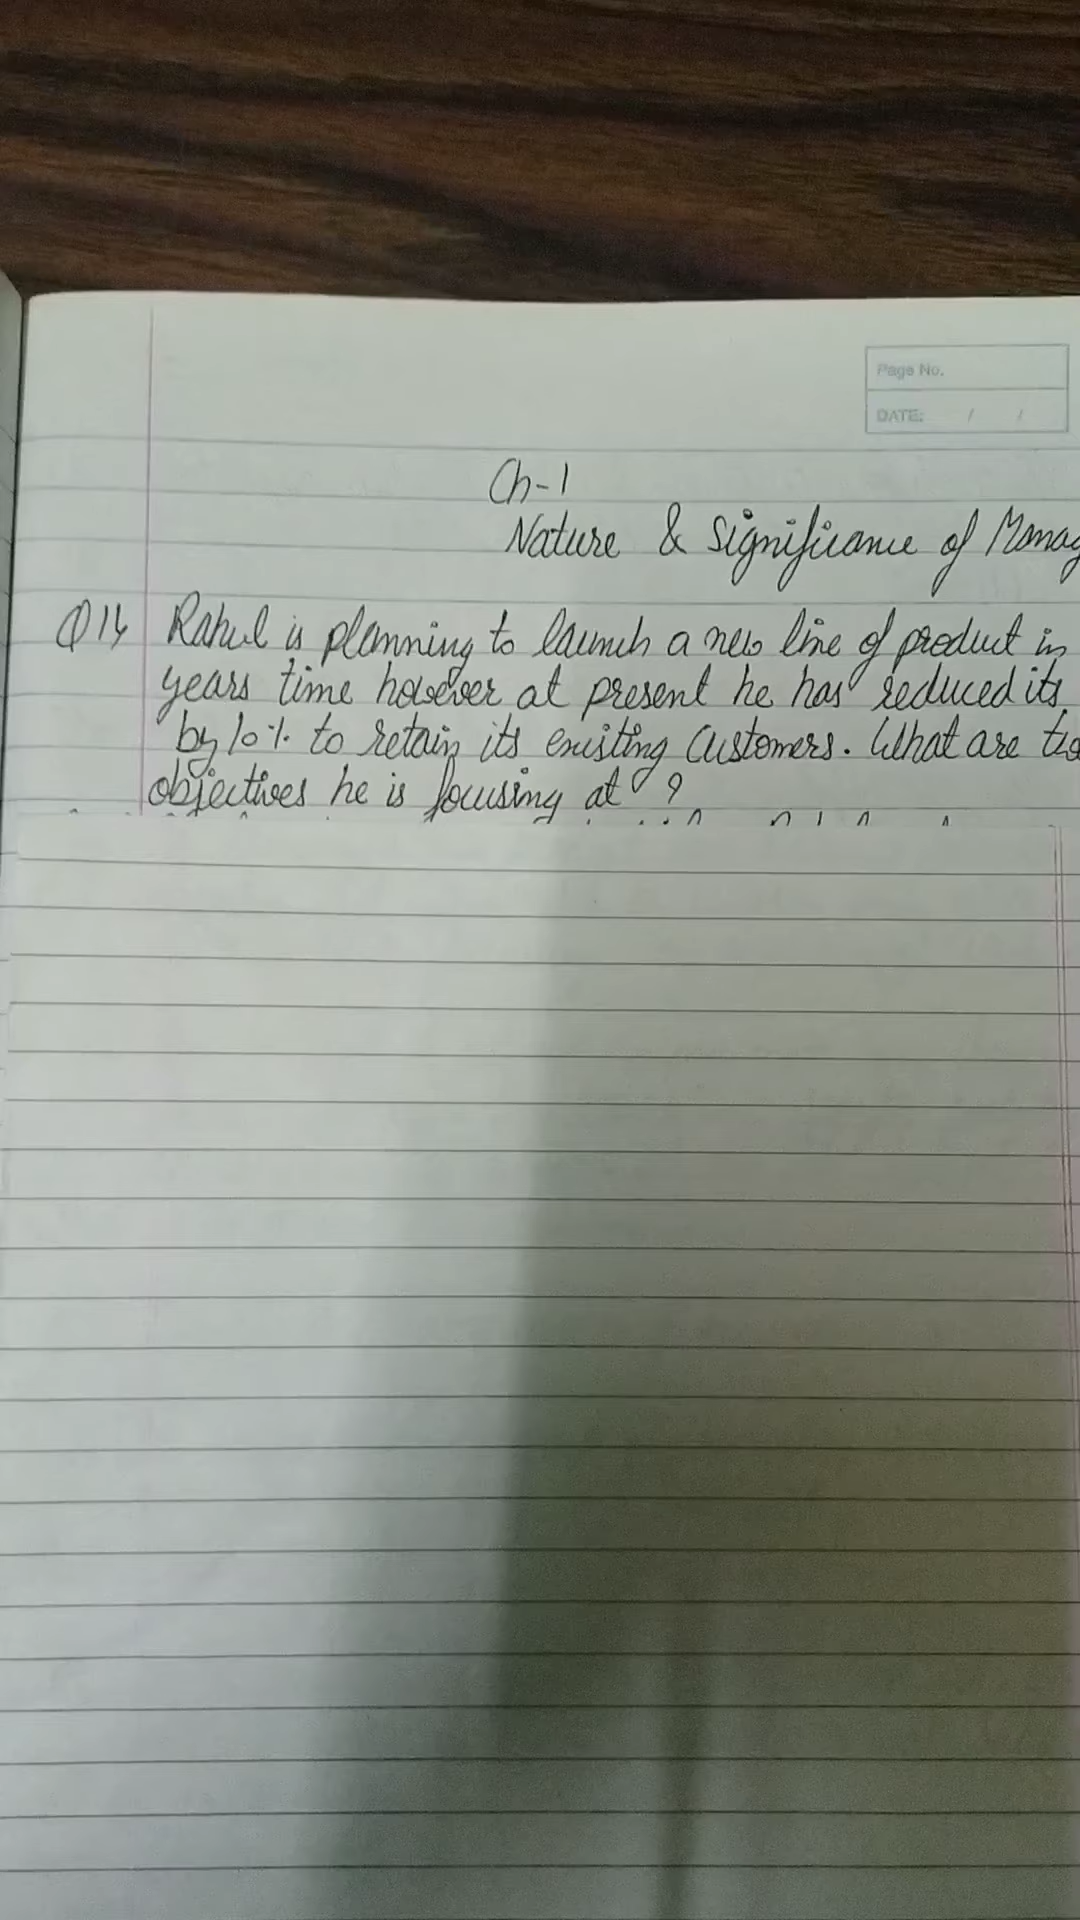 Page No.
DATE: / /
Ch-1
Nature & Significance of
Q14 Rahul is planning to launch a new line of product in
years time however at present he has reduced its
by 10% to retain its existing customers. What are
objectives he is focusing at ?